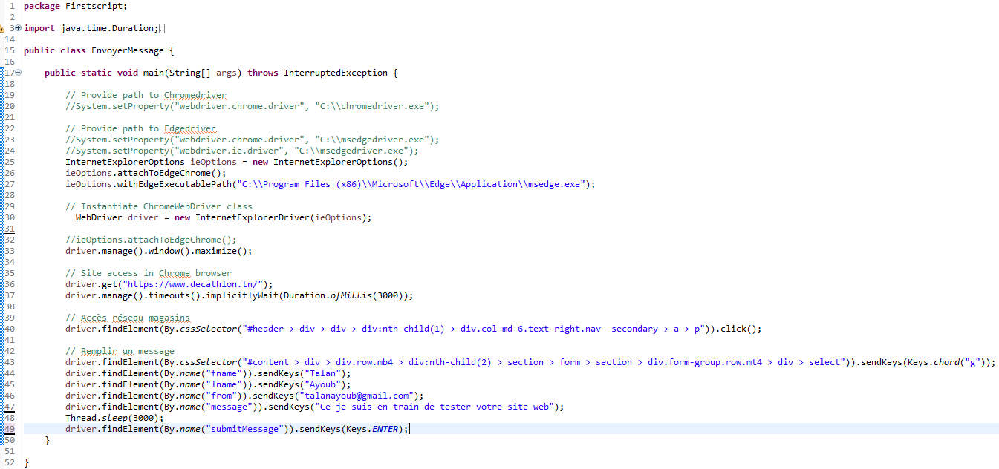 1 package Firstscript;
2
3 import java.time.Duration;
14
15 public class EnvoyerMessage {
16
17 public static void main(String[] args) throws InterruptedException {
18
19 // Provide path to Chromedriver
20 //System.setProperty("webdriver.chrome.driver", "C:\\chromedriver.exe");
21
22 // Provide path to Edgedriver
23 //System.setProperty("webdriver.chrome.driver", "C:\\msedgedriver.exe");
24 //System.setProperty("webdriver.ie.driver", "C:\\msedgedriver.exe");
25 InternetExplorerOptions ieOptions = new InternetExplorerOptions();
26 ieOptions.attachToEdgeChrome();
27 ieOptions.withEdgeExecutablePath("C:\\Program Files (x86)\\Microsoft\\Edge\\Application\\msedge.exe");
28
29 // Instantiate ChromeWebDriver class
30 WebDriver driver = new InternetExplorerDriver(ieOptions);
31
32 //ieOptions.attachToEdgeChrome();
33 driver.manage().window().maximize();
34
35 // Site access in Chrome browser
36 driver.get("https://www.decathlon.tn/");
37 driver.manage().timeouts().implicitlyWait(Duration.ofMillis(3000));
38
39 // Accès réseau magasins
40 driver.findElement(By.cssSelector("#header > div > div > div:nth-child(1) > div.col-md-6.text-right.nav--secondary > a > p")).click();
41
42 // Remplir un message
43 driver.findElement(By.cssSelector("#content > div > div.row.mb4 > div:nth-child(2) > section > form > section > div.form-group.row.mt4 > div > select")).sendKeys(Keys.chord("g"));
44 driver.findElement(By.name("fname")).sendKeys("Talan");
45 driver.findElement(By.name("lname")).sendKeys("Ayoub");
46 driver.findElement(By.name("from")).sendKeys("talanayoub@gmail.com");
47 driver.findElement(By.name("message")).sendKeys("Ce je suis en train de tester votre site web");
48 Thread.sleep(3000);
49 driver.findElement(By.name("submitMessage")).sendKeys(Keys.ENTER);
50 }
51
52 }